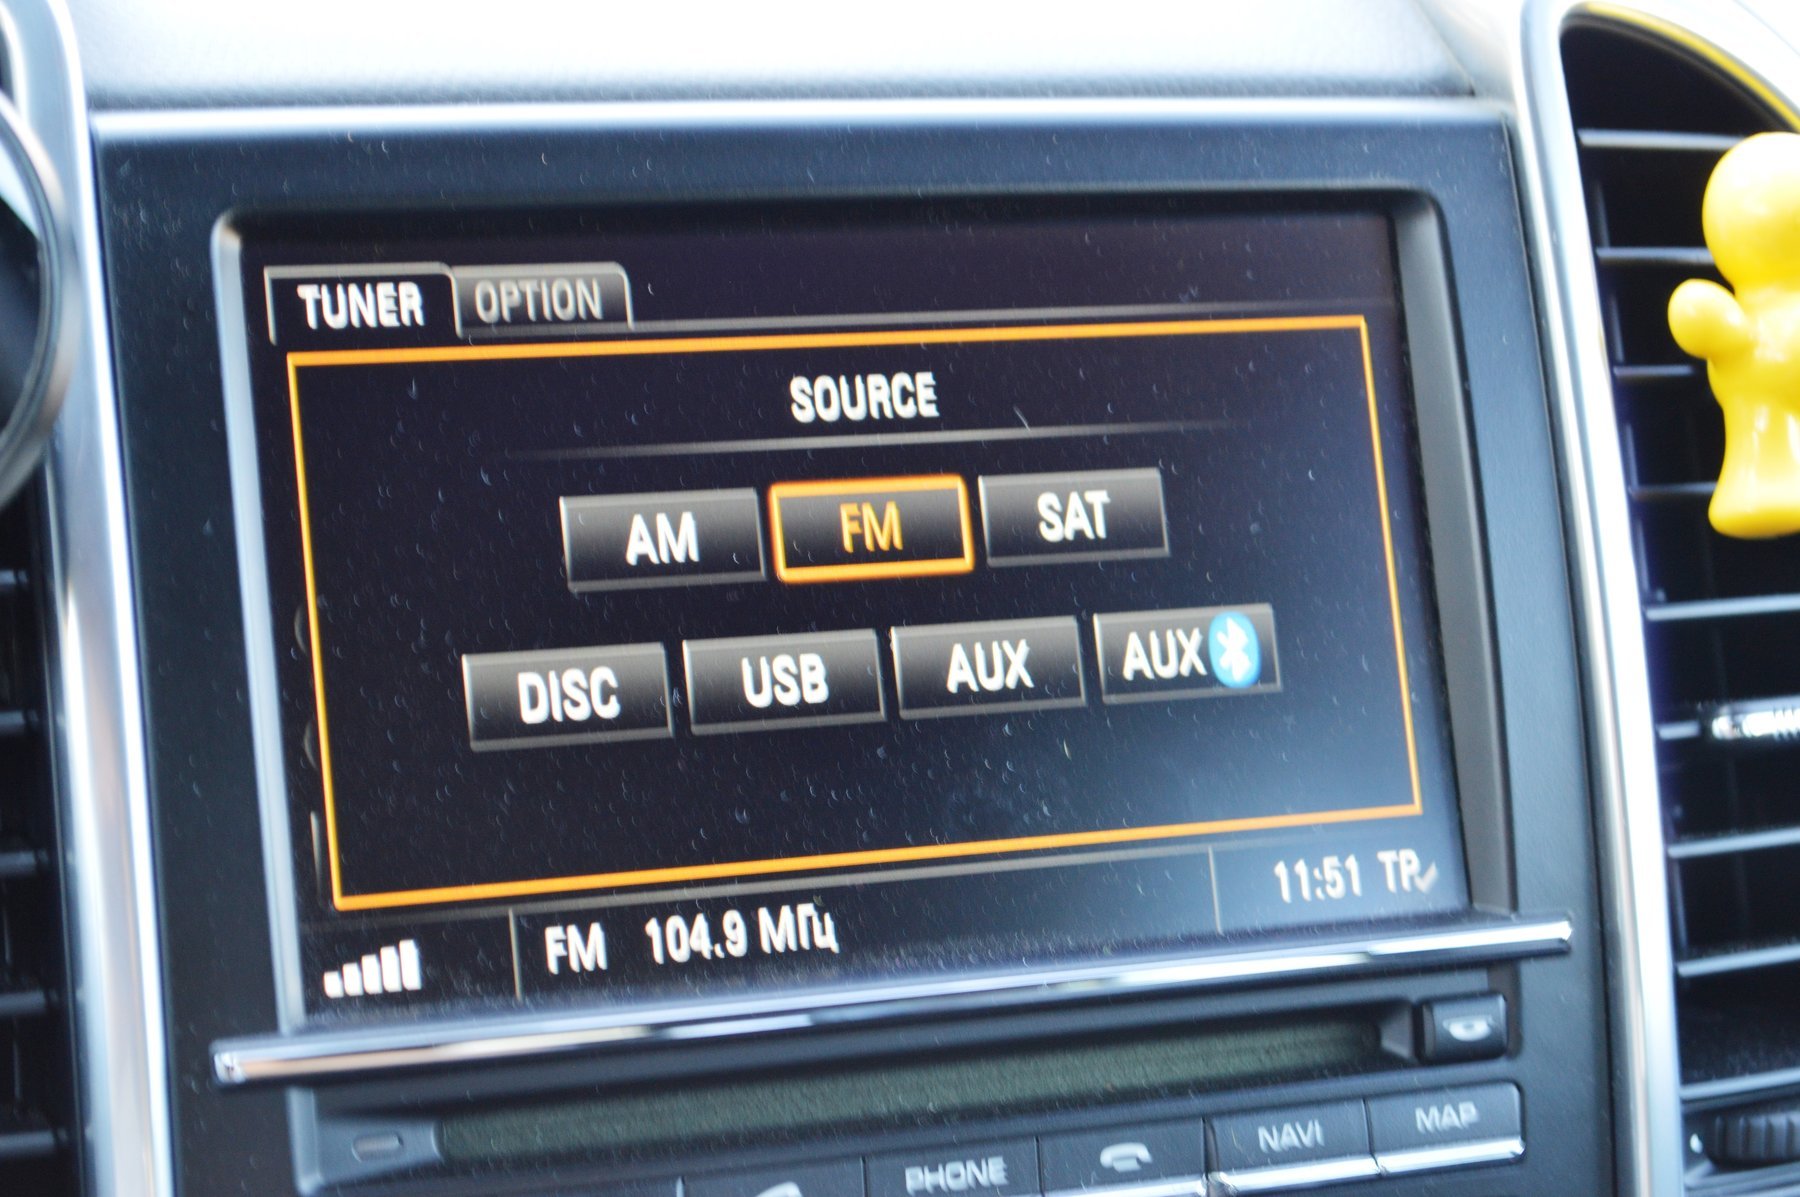 TUNER OPTION
SOURCE
AM FM SAT
DISC USB AUX AUX
FM 104.9 МГц 11:51 TP
NAVI MAP
PHONE